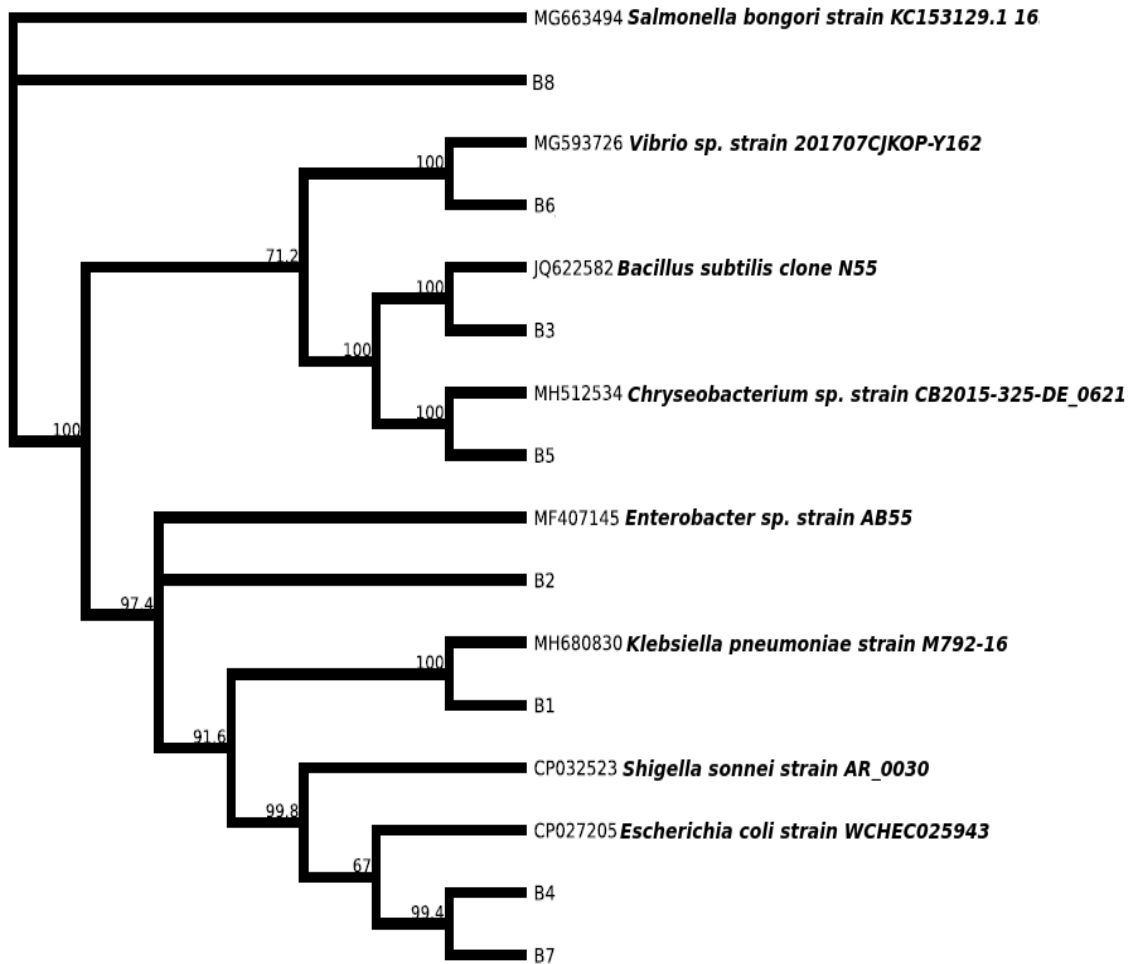 MG663494 Salmonella bongori strain KC153129.1 16
B8
MG593726 Vibrio sp. strain 201707CJKOP-Y162
100
B6
71.2
JQ622582 Bacillus subtilis clone N55
100
B3
100
MH512534 Chryseobacterium sp. strain CB2015-325-DE_0621
100
100
B5
MF407145 Enterobacter sp. strain AB55
B2
97.4
MH680830 Klebsiella pneumoniae strain M792-16
100
B1
91.6
CP032523 Shigella sonnei strain AR_0030
99.8
CP027205 Escherichia coli strain WCHEC025943
67
B4
99.4
B7